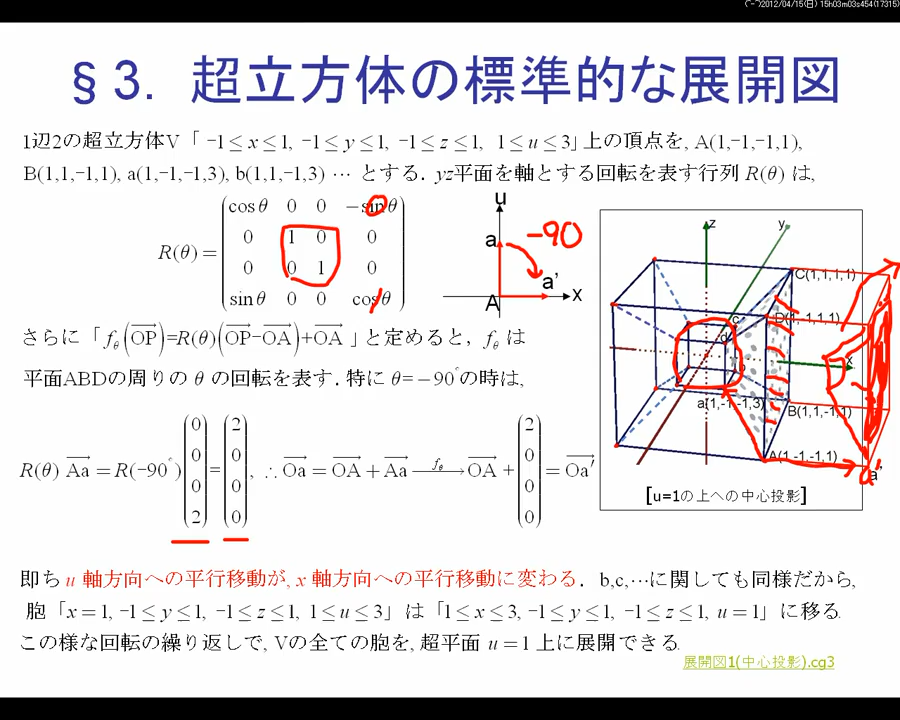 (^-^)2012/04/15(日) 15h03m03s454(17315)
§3. 超立方体の標準的な展開図
1辺2の超立方体V「 −1≤x≤1, −1≤y≤1, −1≤z≤1, 1≤u≤3」上の頂点を, A(1,−1,−1,1),
B(1,1,−1,1), a(1,−1,−1,3), b(1,1,−1,3) … とする. yz平面を軸とする回転を表す行列 R(θ) は,
R(θ) =
cosθ 0 0 −sinθ
0 1 0 0
0 0 1 0
sinθ 0 0 cosθ
0
1
u
a
-90
a'
A
x
さらに「 fθ(OP)=R(θ)(OP−OA)+OA 」と定めると, fθ は
平面ABDの周りの θ の回転を表す. 特に θ=−90°の時は,
R(θ) Aa = R(−90°) (0 0 0 2) = (2 0 0 0), ∴ Oa = OA + Aa fθ→ OA + (2 0 0 0) = Oa'
z
y
C(1,1,1,1)
c
D(1,-1,1,1)
d
x
a(1,-1,-1,3)
B(1,1,-1,1)
A(1,-1,-1,1)
a'
a'
[u=1の上への中心投影]
即ち u 軸方向への平行移動が, x 軸方向への平行移動に変わる. b,c,…に関しても同様だから,
胞「x=1, −1≤y≤1, −1≤z≤1, 1≤u≤3」は「1≤x≤3, −1≤y≤1, −1≤z≤1, u=1」に移る.
この様な回転の繰り返しで, Vの全ての胞を, 超平面 u=1 上に展開できる.
展開図1(中心投影).cg3